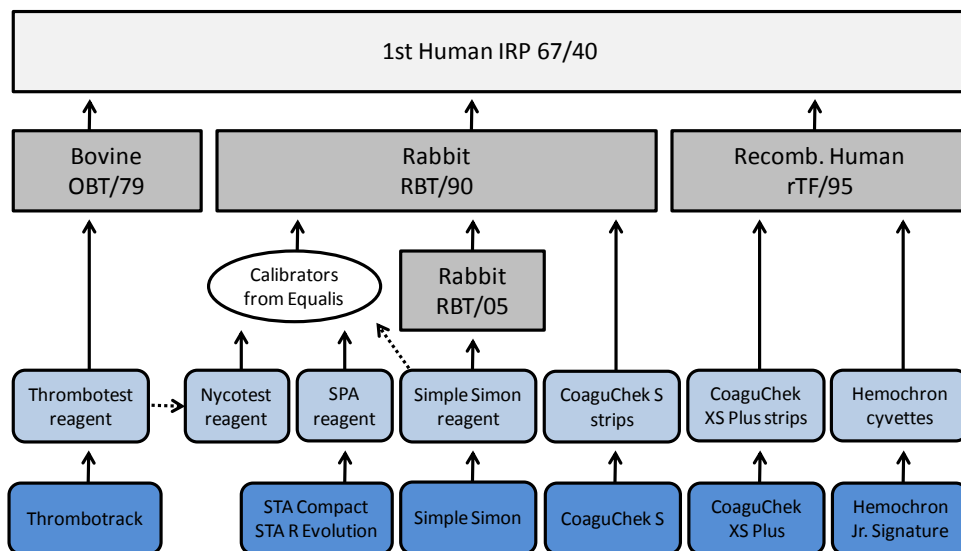 1st Human IRP 67/40
Bovine
OBT/79
Rabbit
RBT/90
Recomb. Human
rTF/95
Calibrators
from Equalis
Rabbit
RBT/05
Thrombotest
reagent
Nycotest
reagent
SPA
reagent
Simple Simon
reagent
CoaguChek S
strips
CoaguChek
XS Plus strips
Hemochron
cyvettes
Thrombotrack
STA Compact
STA R Evolution
Simple Simon
CoaguChek S
CoaguChek
XS Plus
Hemochron
Jr. Signature